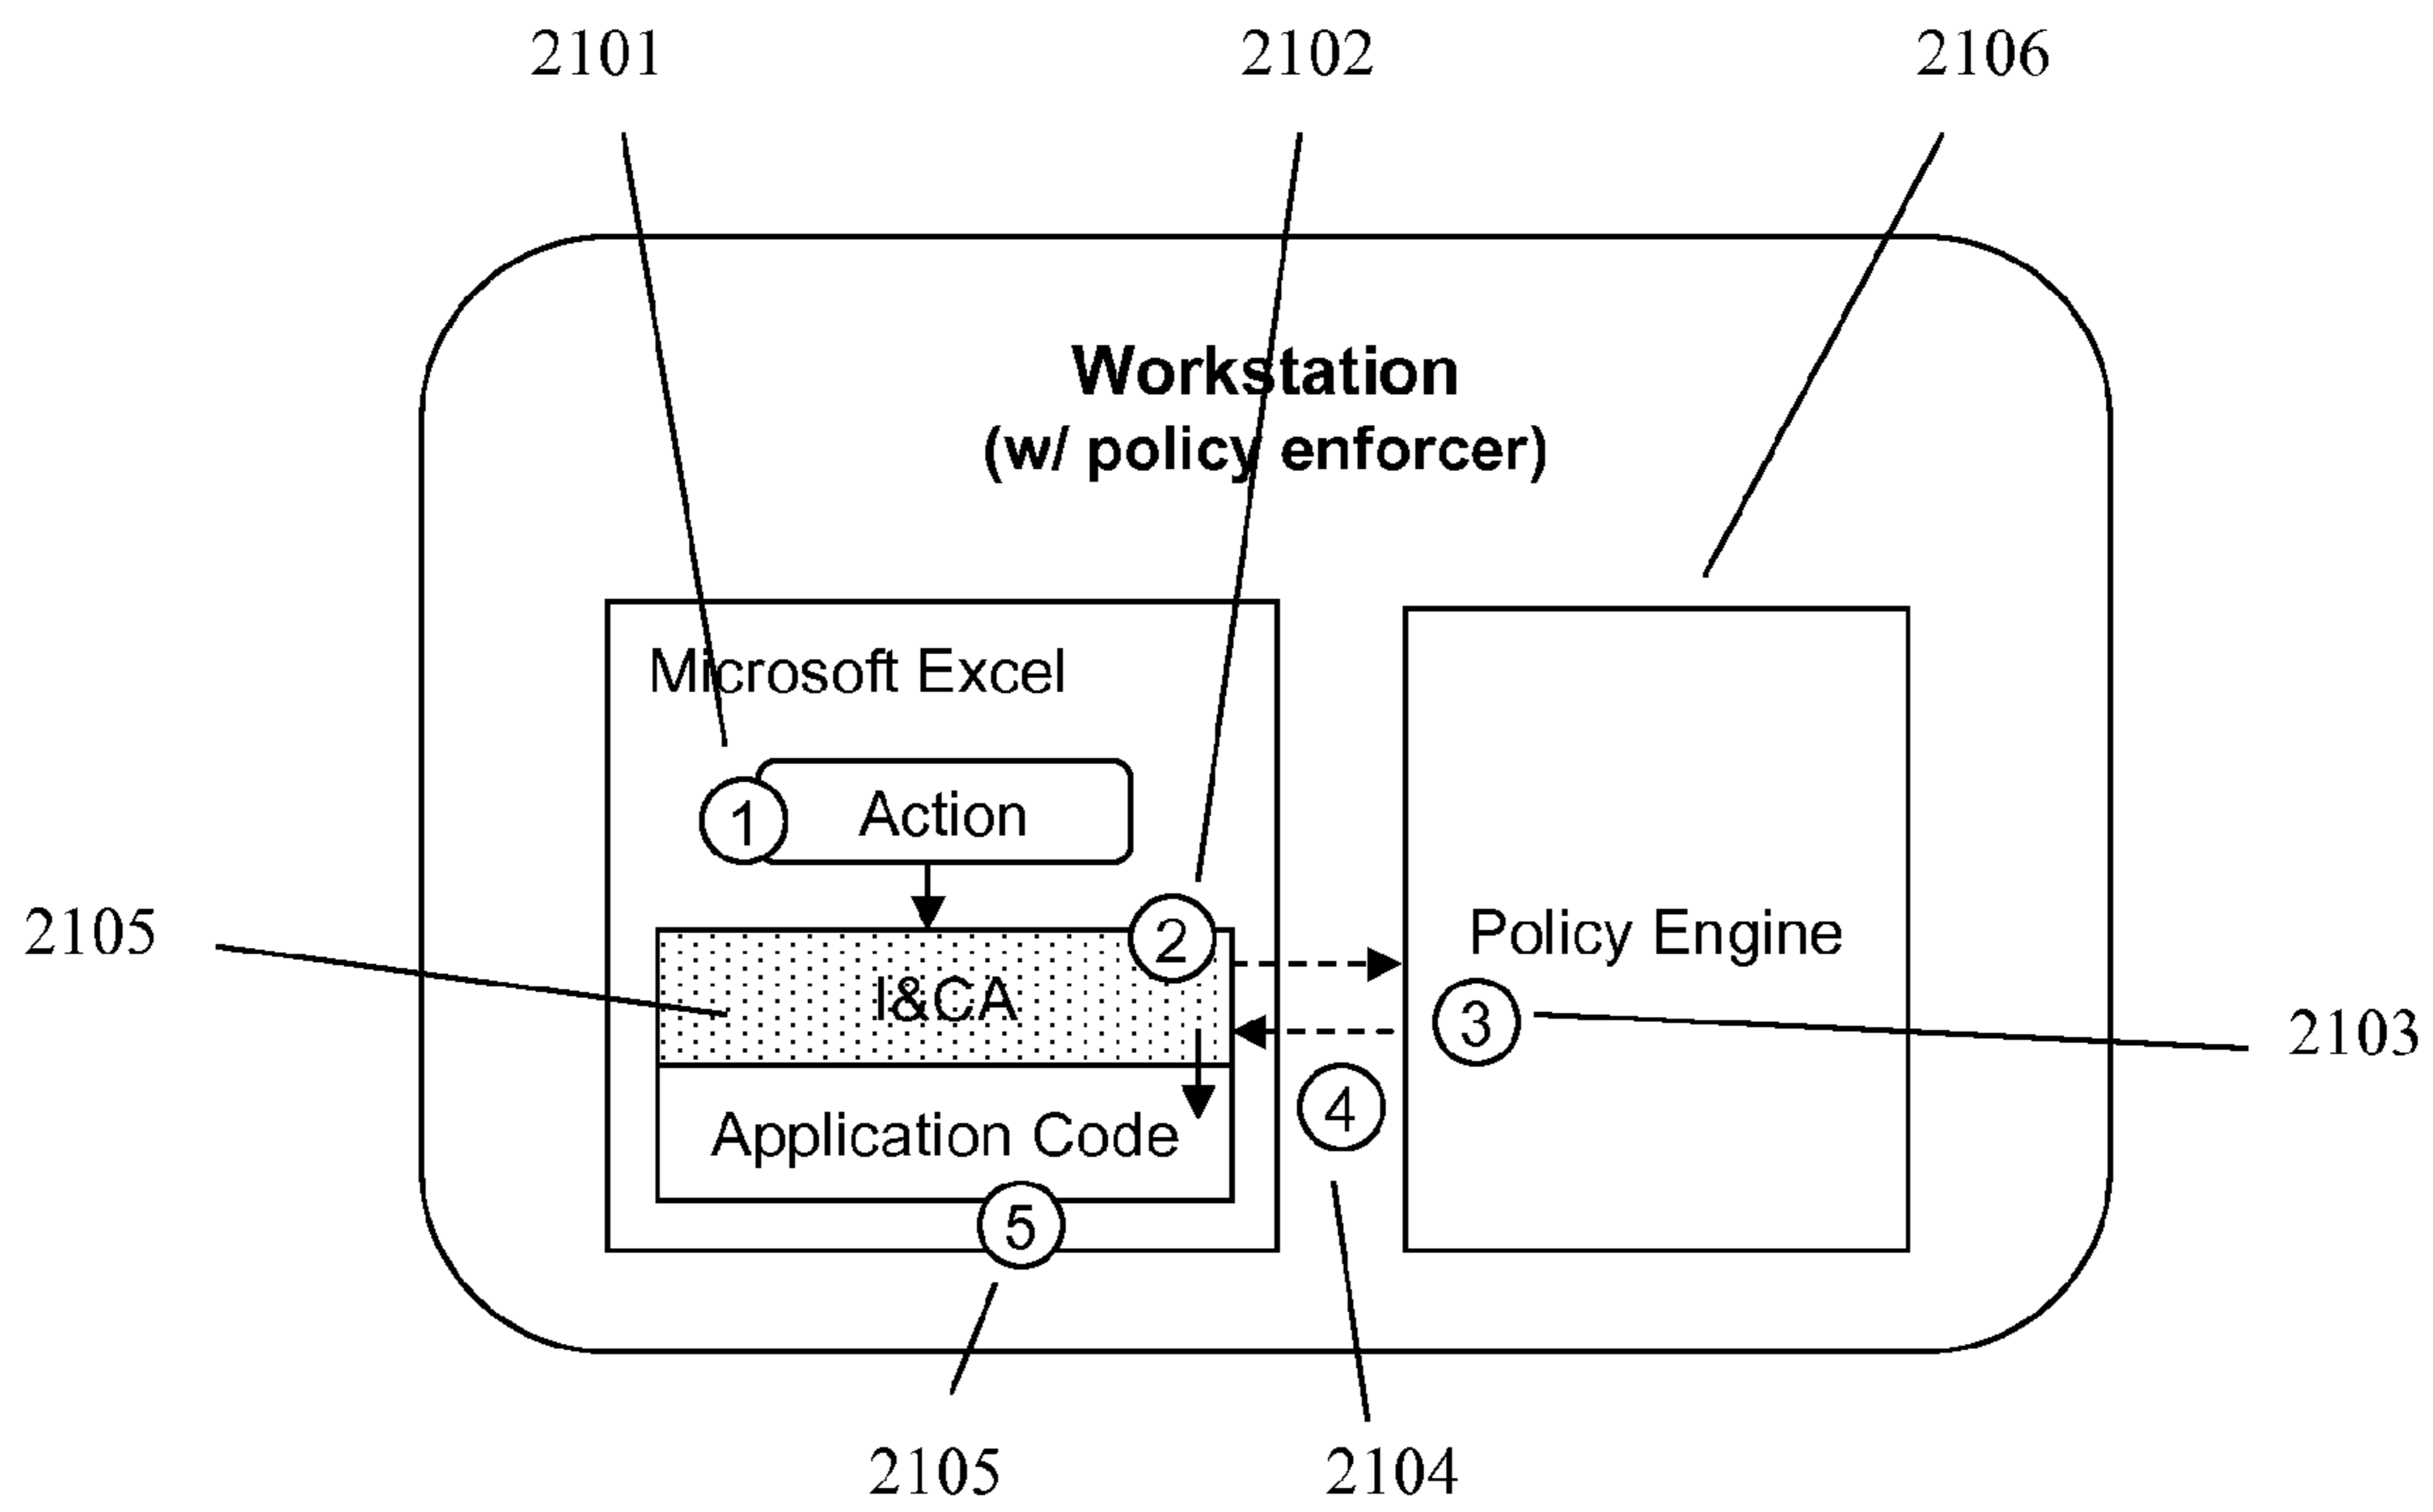 2101
2102
2106
Workstation
(w/ policy enforcer)
Microsoft Excel
1
Action
2
I&CA
2105
Policy Engine
3
2103
4
Application Code
5
2105
2104